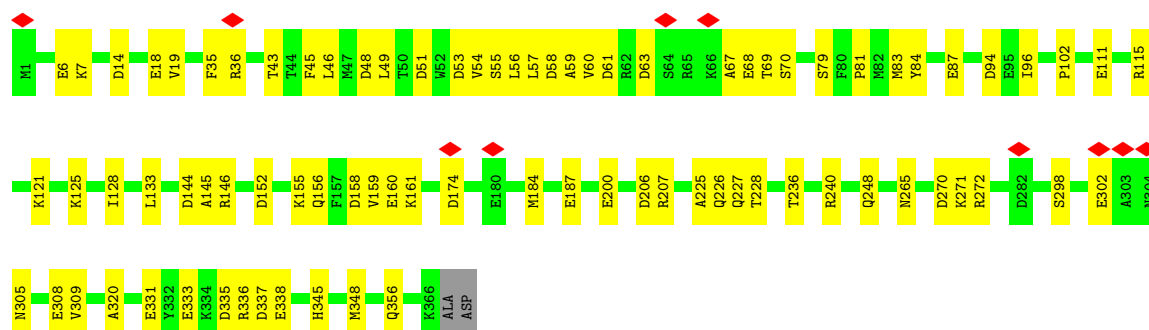 M1 E6 K7 D14 E18 V19 F35 R36 T43 T44 F45 L46 M47 D48 L49 T50 D51 W52 D53 V54 S55 L56 L57 D58 A59 V60 D61 R62 D63 S64 R65 K66 A67 E68 T69 S70 S79 F80 P81 M82 M83 Y84 E87 D94 E95 I96 P102 E111 R115
K121 K125 I128 L133 D144 A145 R146 D152 K155 Q156 F157 D158 V159 E160 K161 D174 E180 M184 E187 E200 D206 R207 A225 Q226 Q227 T228 T236 R240 Q248 N265 D270 K271 R272 D282 S298 E302 A303 N304
N305 E308 V309 A320 E331 Y332 E333 K334 D335 R336 D337 E338 H345 M348 Q356 K366 ALA ASP